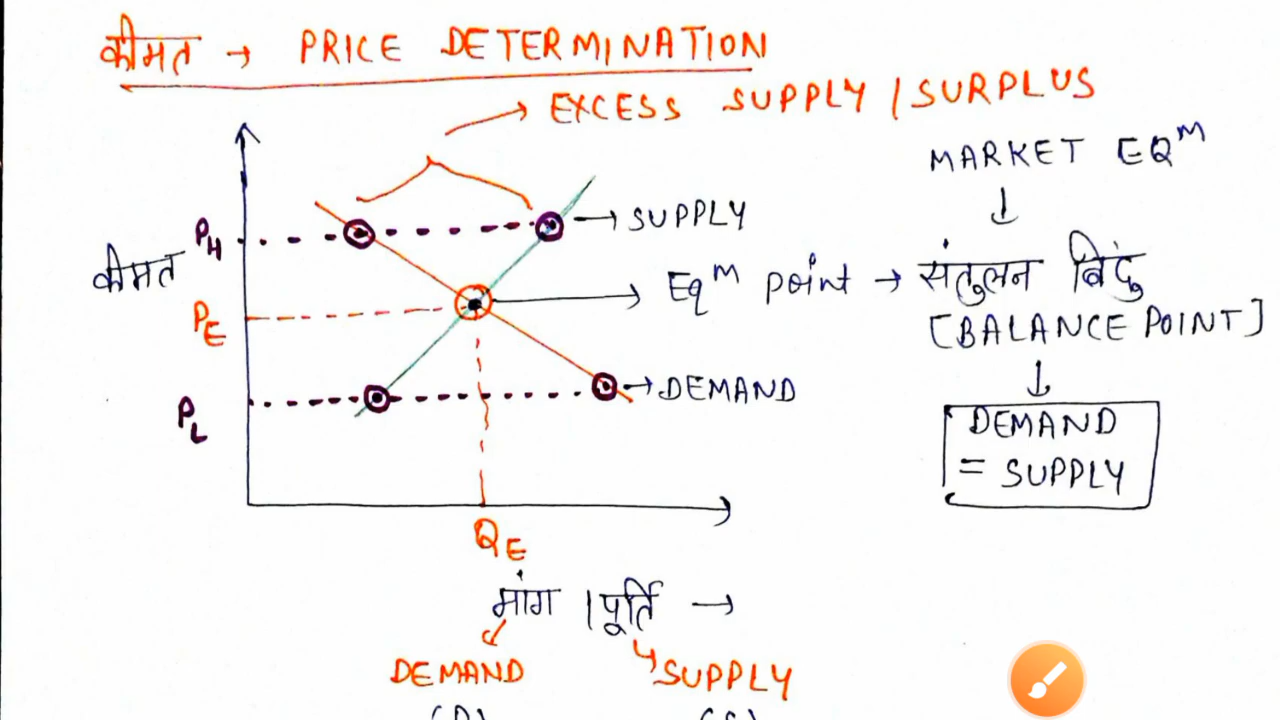 कीमत → PRICE DETERMINATION
→ EXCESS SUPPLY / SURPLUS
MARKET EQᴹ
↓
P_H
→ SUPPLY
कीमत
Eqᴹ point → संतुलन बिंदु
[BALANCE POINT]
P_E
↓
P_L
→ DEMAND
DEMAND
= SUPPLY
Q_E
मांग / पूर्ति →
DEMAND
SUPPLY
(D)
(S)